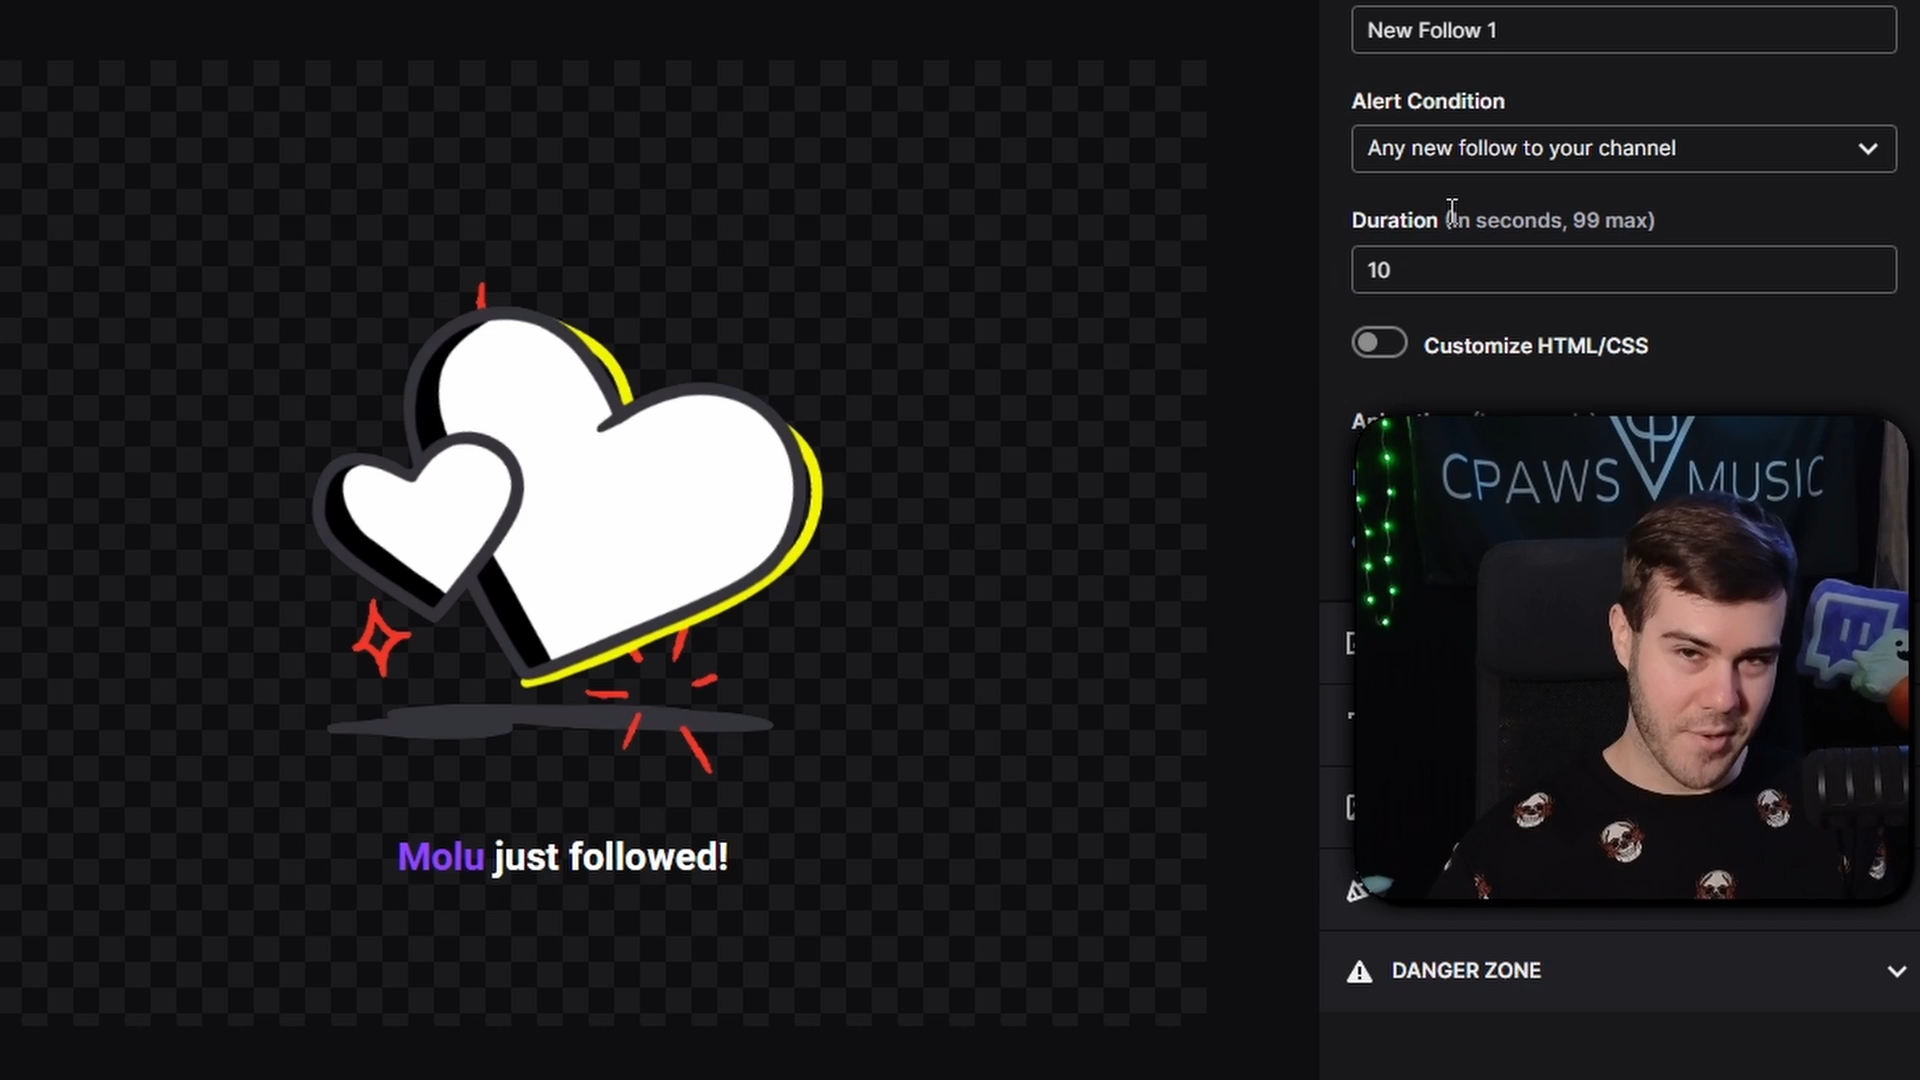 New Follow 1
Alert Condition
Any new follow to your channel
Duration (in seconds, 99 max)
10
Customize HTML/CSS
CPAWS MUSIC
Molu just followed!
DANGER ZONE